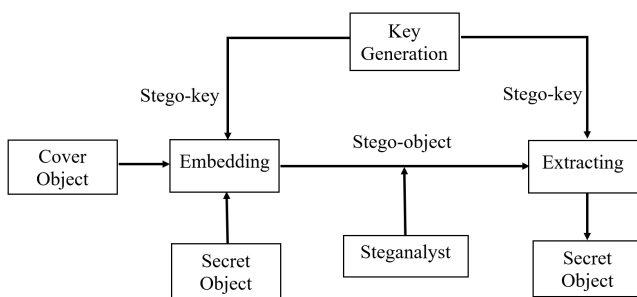 Key
Generation
Stego-key
Stego-key
Stego-object
Cover
Object
Embedding
Extracting
Secret
Object
Steganalyst
Secret
Object